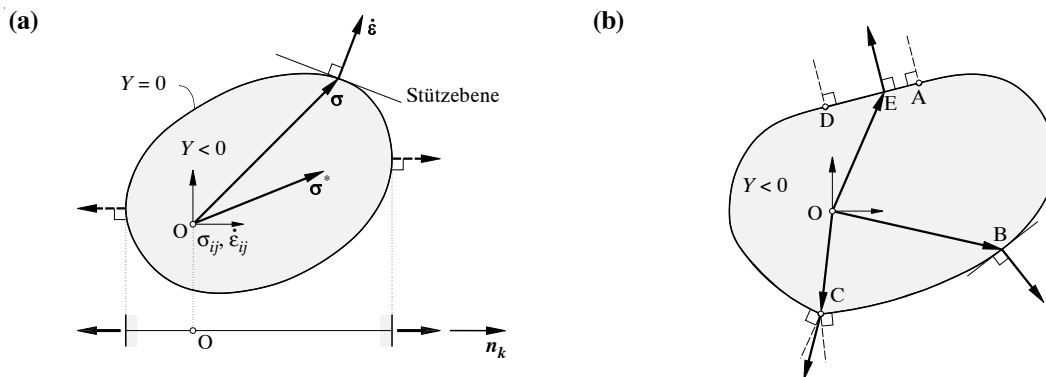 (a)
ε̇
Y = 0
σ
Stützebene
Y < 0
σ*
O
σij, ε̇ij
O
nk
(b)
A
E
D
Y < 0
O
B
C